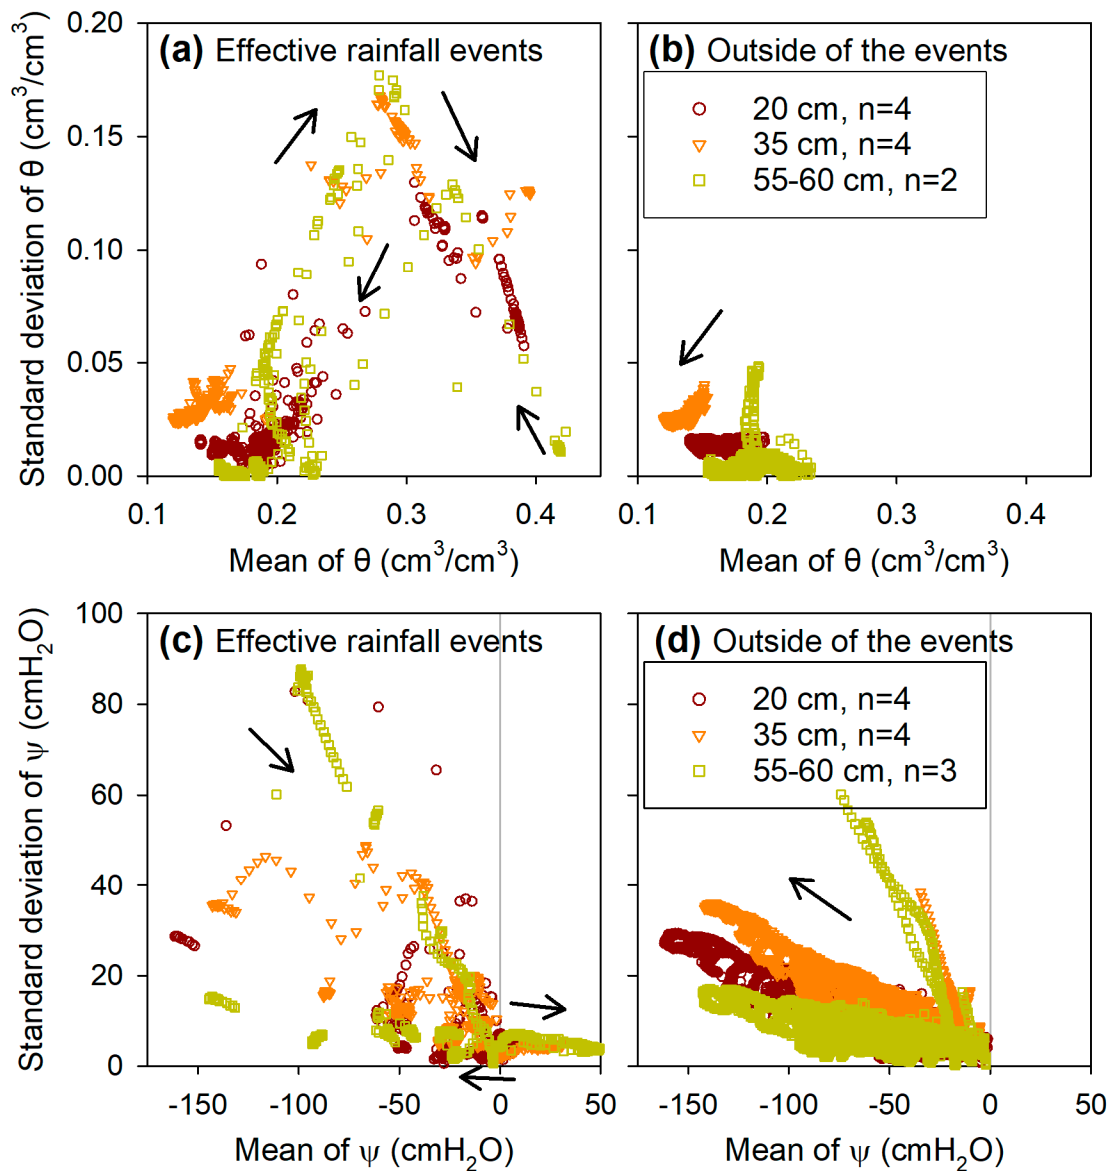 (a) Effective rainfall events
(b) Outside of the events
Standard deviation of θ (cm³/cm³)
0.20
0.15
0.10
0.05
0.00
20 cm, n=4
35 cm, n=4
55-60 cm, n=2
0.1 0.2 0.3 0.4
0.1 0.2 0.3 0.4
Mean of θ (cm³/cm³)
Mean of θ (cm³/cm³)
(c) Effective rainfall events
(d) Outside of the events
Standard deviation of ψ (cmH₂O)
100
80
60
40
20
0
20 cm, n=4
35 cm, n=4
55-60 cm, n=3
-150 -100 -50 0 50
-150 -100 -50 0 50
Mean of ψ (cmH₂O)
Mean of ψ (cmH₂O)